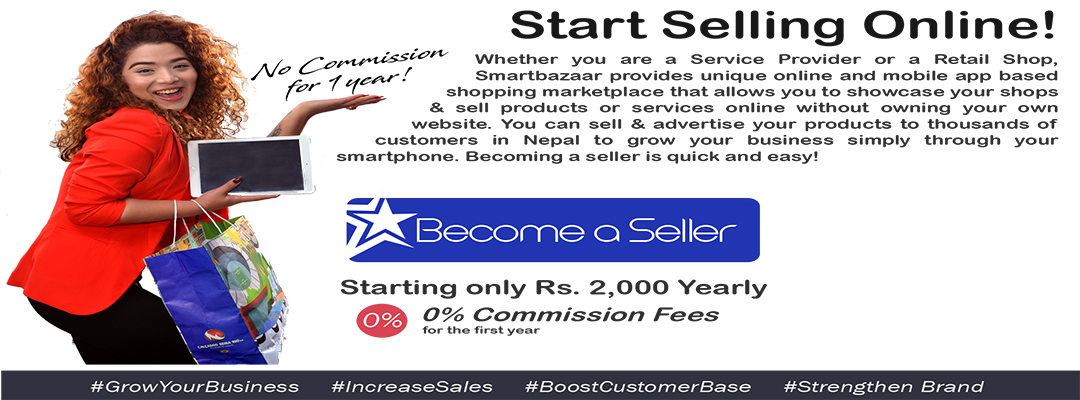 Start Selling Online!
No Commission
for 1 year!
Whether you are a Service Provider or a Retail Shop,
Smartbazaar provides unique online and mobile app based
shopping marketplace that allows you to showcase your shops
& sell products or services online without owning your own
website. You can sell & advertise your products to thousands of
customers in Nepal to grow your business simply through your
smartphone. Becoming a seller is quick and easy!
Become a Seller
Starting only Rs. 2,000 Yearly
0% 0% Commission Fees
for the first year
#GrowYourBusiness #IncreaseSales #BoostCustomerBase #Strengthen Brand